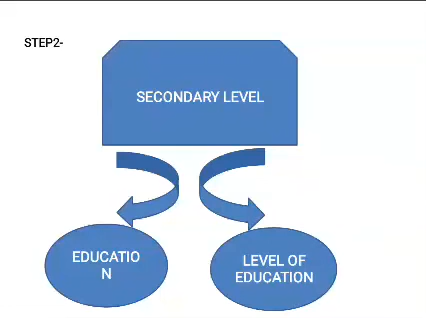 STEP2-
SECONDARY LEVEL
EDUCATIO
N
LEVEL OF
EDUCATION